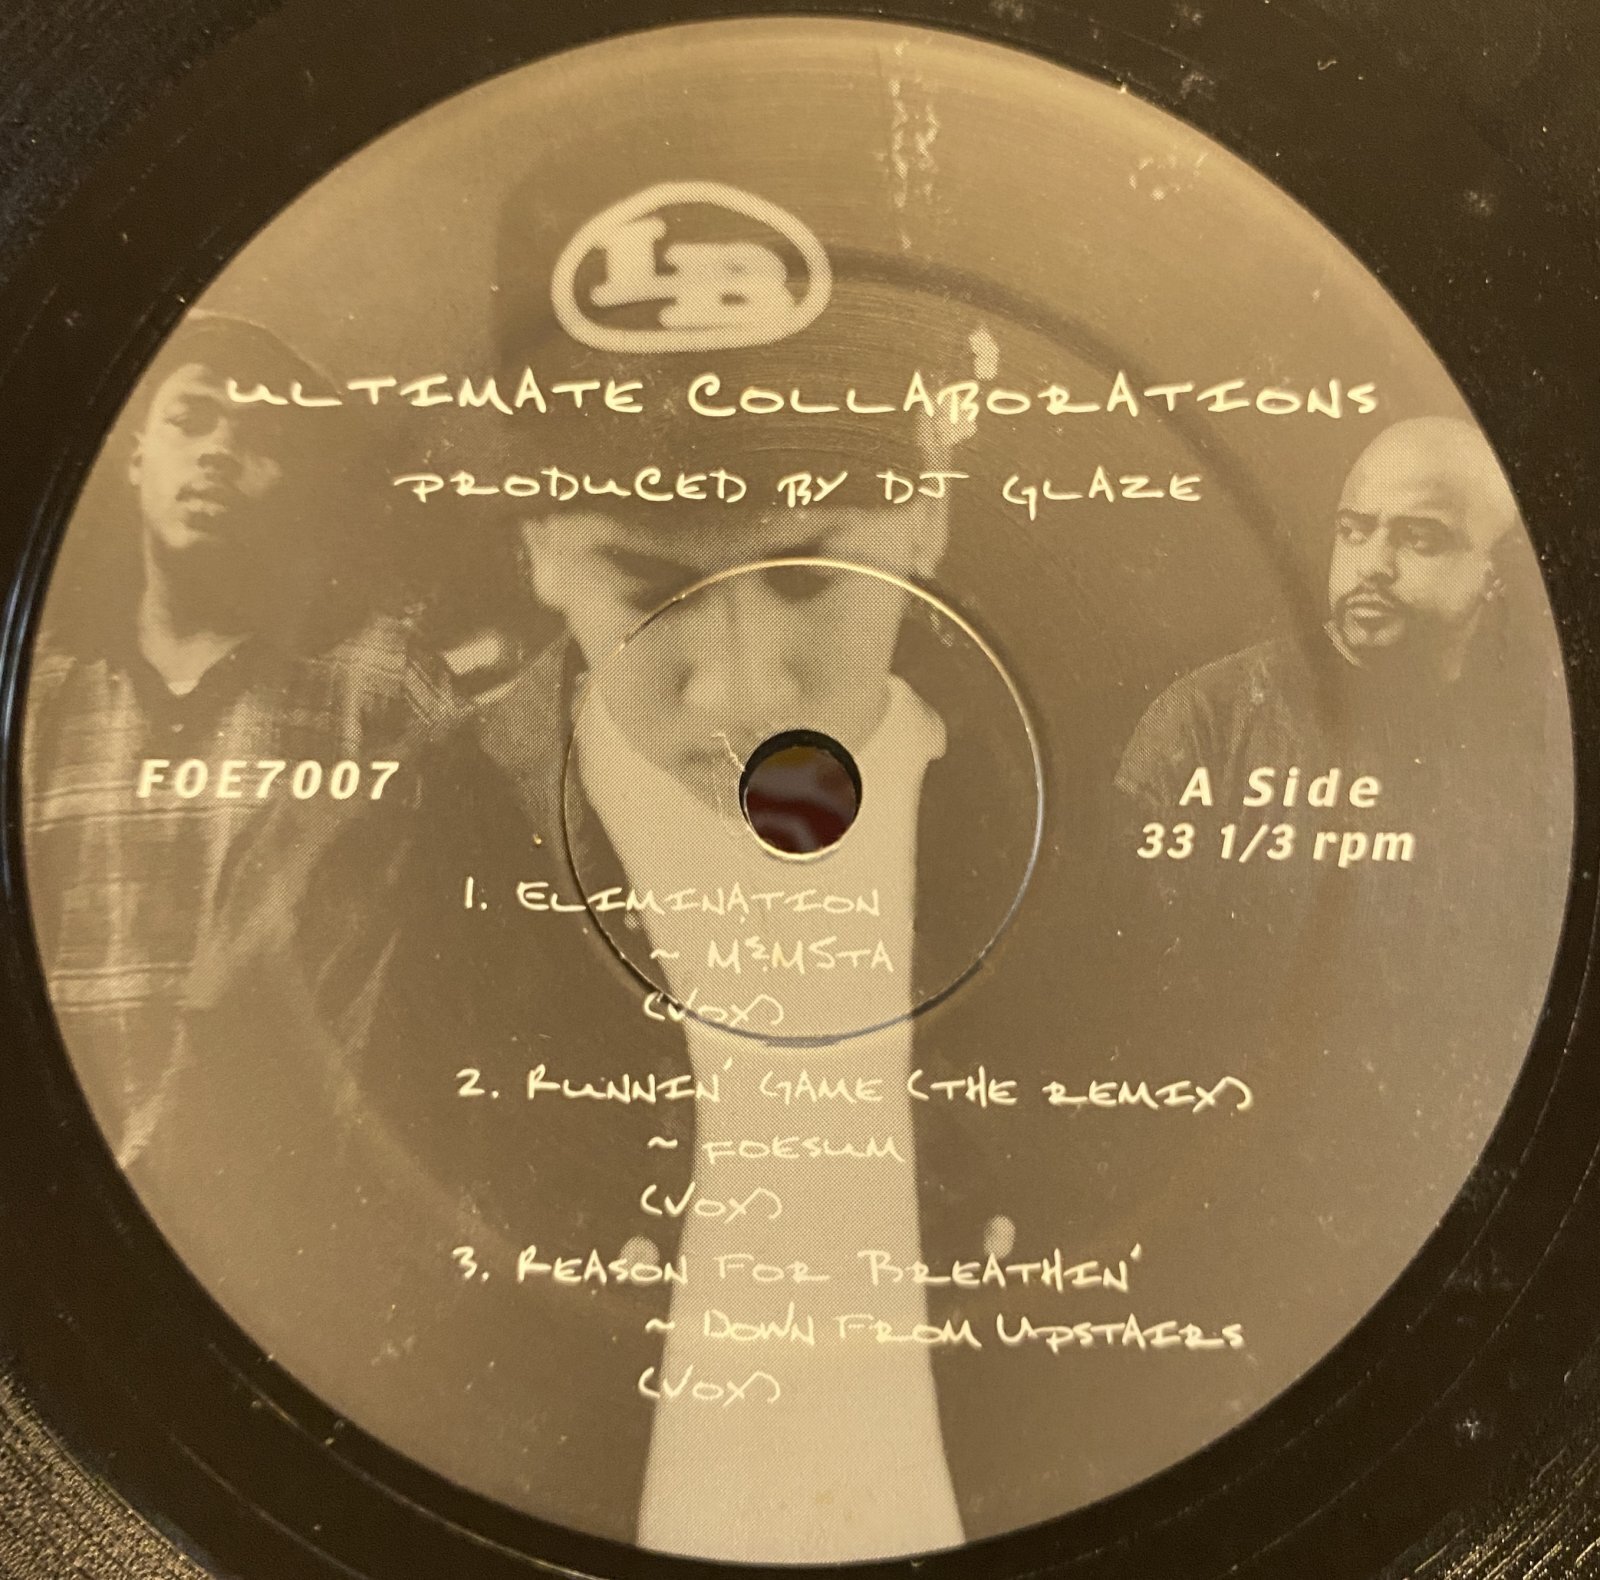 LB
ULTIMATE COLLABORATIONS
PRODUCED BY DJ GLAZE
FOE7007
A Side
33 1/3 rpm
1. ELIMINATION
~ M&MSTA
(VOX)
2. RUNNIN' GAME (THE REMIX)
~ FOESUM
(VOX)
3. REASON FOR BREATHIN'
~ DOWN FROM UPSTAIRS
(VOX)